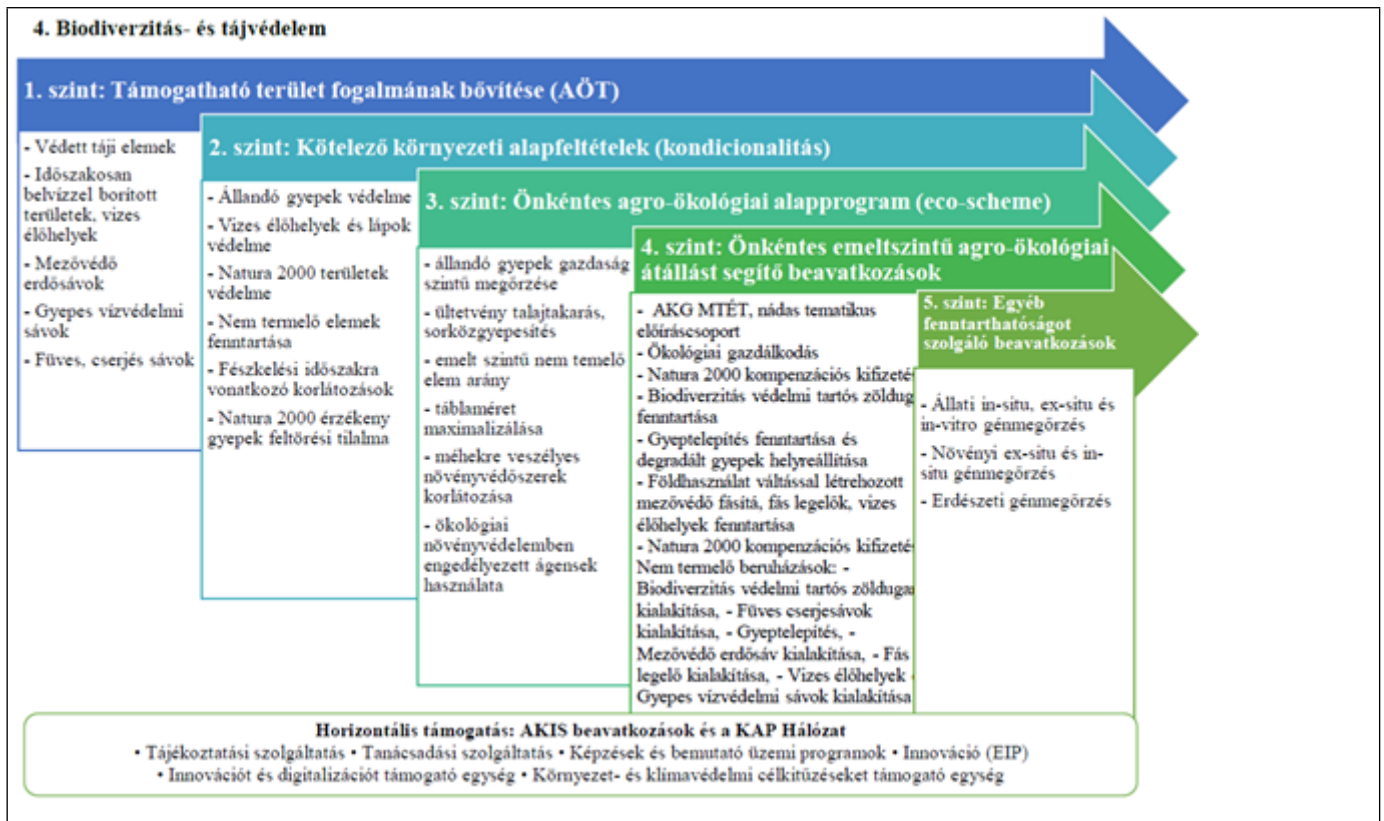 4. Biodiverzitás- és tájvédelem
1. szint: Támogatható terület fogalmának bővítése (AÖT)
- Védett táji elemek
- Időszakosan
belvízzel borított
területek, vizes
élőhelyek
- Mezővédő
erdősávok
- Gyepes vízvédelmi
sávok
- Füves, cserjés sávok
2. szint: Kötelező környezeti alapfeltételek (kondicionalitás)
- Állandó gyepek védelme
- Vizes élőhelyek és lápok
védelme
- Natura 2000 területek
védelme
- Nem termelő elemek
fenntartása
- Fészkelési időszakra
vonatkozó korlátozások
- Natura 2000 érzékeny
gyepek feltörési tilalma
3. szint: Önkéntes agro-ökológiai alapprogram (eco-scheme)
- állandó gyepek gazdaság
szintű megőrzése
- ültetvény talajtakarás,
sorközgyepesítés
- emelt szintű nem temelő
elem arány
- táblaméret
maximalizálása
- méhekre veszélyes
növényvédőszerek
korlátozása
- ökológiai
növényvédelemben
engedélyezett ágensek
használata
4. szint: Önkéntes emeltszintű agro-ökológiai
átállást segítő beavatkozások
- AKG MTÉT, nádas tematikus
előíráscsoport
- Ökológiai gazdálkodás
- Natura 2000 kompenzációs kifizeté
- Biodiverzitás védelmi tartós zöldug
fenntartása
- Gyeptelepítés fenntartása és
degradált gyepek helyreállítása
- Földhasználat váltással létrehozott
mezővédő fásítá, fás legelők, vizes
élőhelyek fenntartása
- Natura 2000 kompenzációs kifizeté
Nem termelő beruházások: -
Biodiverzitás védelmi tartós zöldugar
kialakítása, - Füves cserjesávok
kialakítása, - Gyeptelepítés, -
Mezővédő erdősáv kialakítása, - Fás
legelő kialakítása, - Vizes élőhelyek
Gyepes vízvédelmi sávok kialakítása
5. szint: Egyéb
fenntarthatóságot
szolgáló beavatkozások
- Állati in-situ, ex-situ és
in-vitro génmegőrzés
- Növényi ex-situ és in-
situ génmegőrzés
- Erdészeti génmegőrzés
Horizontális támogatás: AKIS beavatkozások és a KAP Hálózat
• Tájékoztatási szolgáltatás • Tanácsadási szolgáltatás • Képzések és bemutató üzemi programok • Innováció (EIP)
• Innovációt és digitalizációt támogató egység • Környezet- és klímavédelmi célkitűzéseket támogató egység